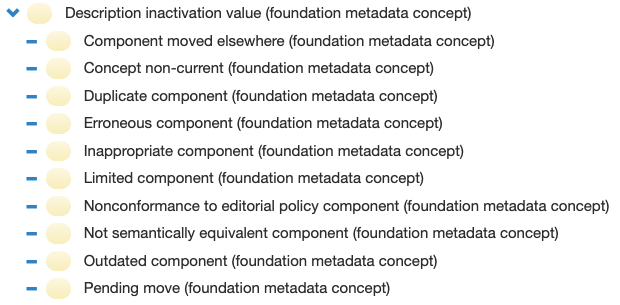 Description inactivation value (foundation metadata concept)
Component moved elsewhere (foundation metadata concept)
Concept non-current (foundation metadata concept)
Duplicate component (foundation metadata concept)
Erroneous component (foundation metadata concept)
Inappropriate component (foundation metadata concept)
Limited component (foundation metadata concept)
Nonconformance to editorial policy component (foundation metadata concept)
Not semantically equivalent component (foundation metadata concept)
Outdated component (foundation metadata concept)
Pending move (foundation metadata concept)